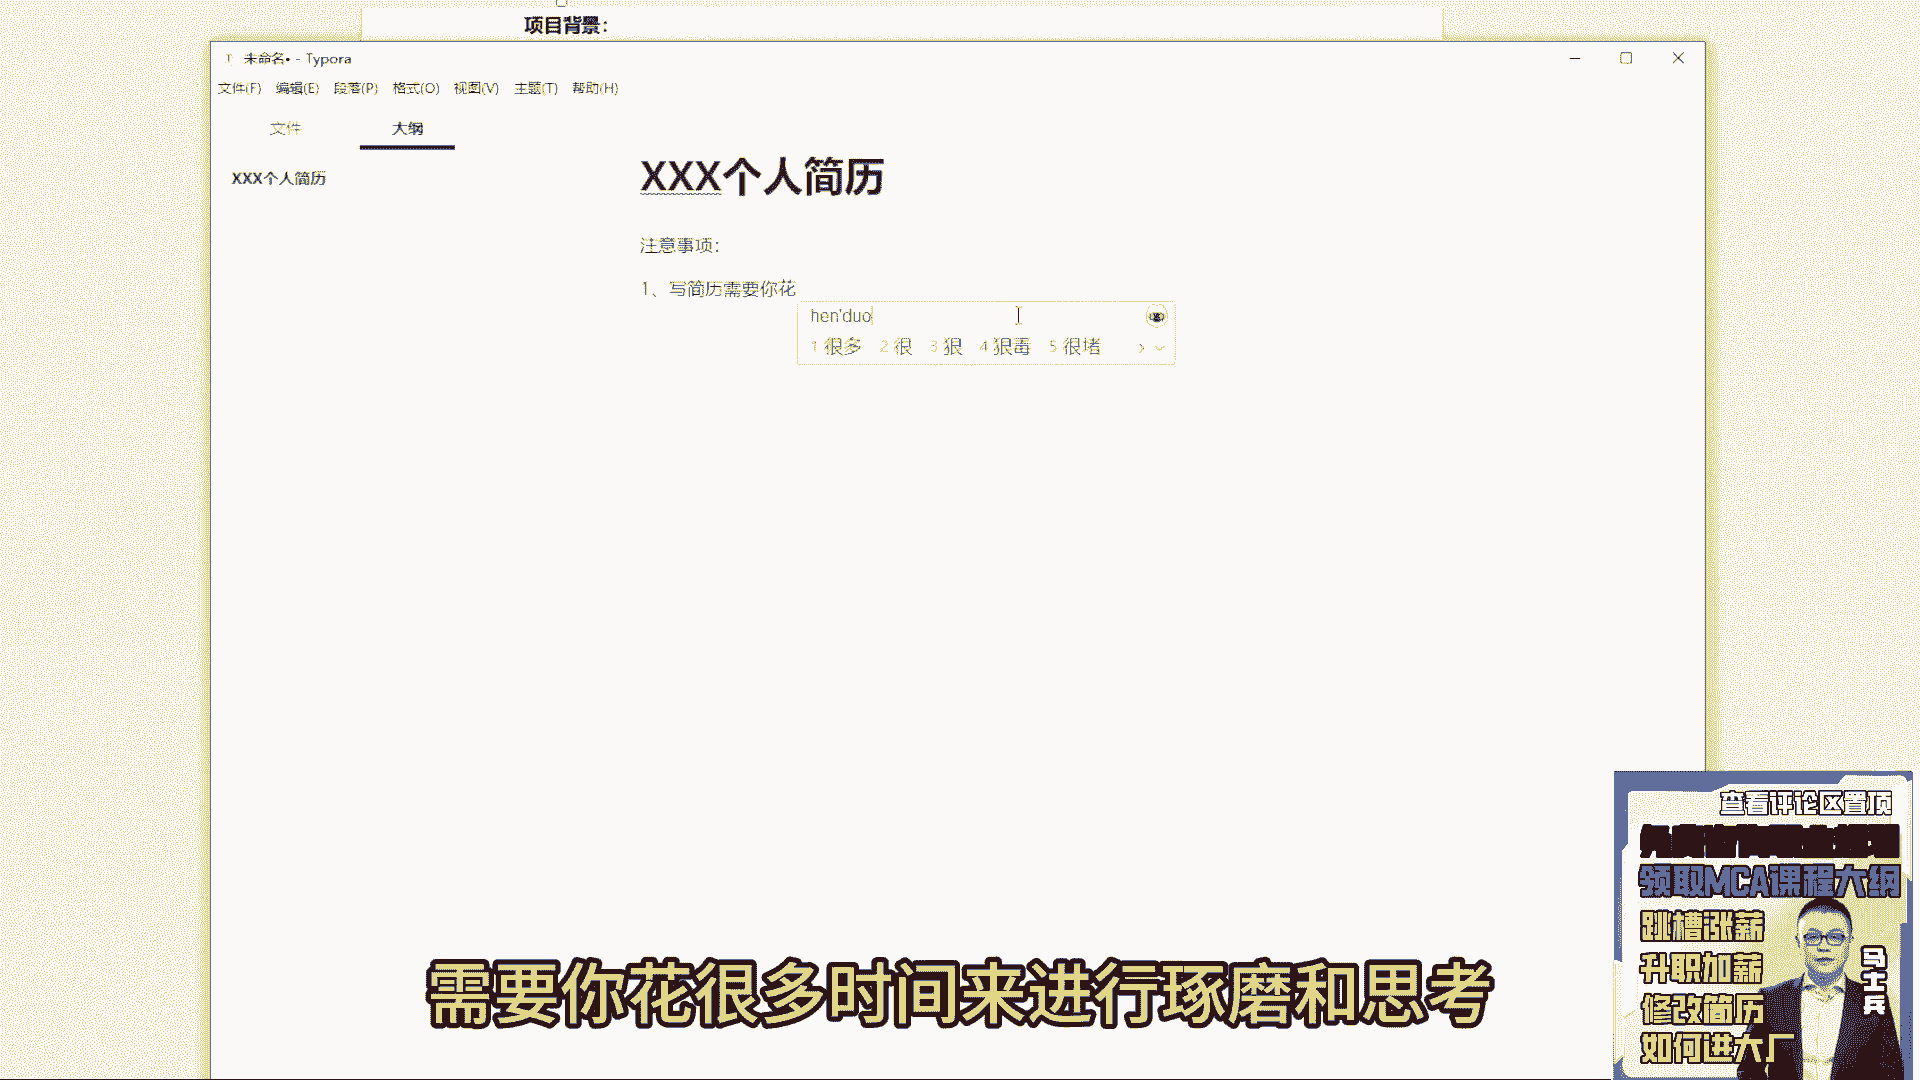 项目背景：
未命名• - Typora
文件(F) 编辑(E) 段落(P) 格式(O) 视图(V) 主题(T) 帮助(H)
文件 大纲
XXX个人简历
XXX个人简历
注意事项：
1、写简历需要你花
hen'duo
1 很多 2 很 3 狠 4 狠毒 5 很堵
需要你花很多时间来进行琢磨和思考
查看评论区置顶
领取MCA课程大纲
跳槽涨薪
升职加薪
修改简历
如何进大厂
马士兵